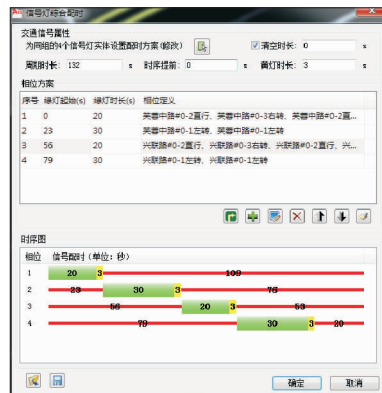 信号灯综合配时
交通信号属性
为同组的4个信号灯实体设置配时方案(修改) 清空时长: 0 s
周期时长: 132 s 时序提前: 0 s 黄灯时长: 3 s
相位方案
序号 绿灯起始(s) 绿灯时长(s) 相位定义
1 0 20 芙蓉中路#0-2直行、芙蓉中路#0-3右转、芙蓉中路#0-2直...
2 23 30 芙蓉中路#0-1左转、芙蓉中路#0-1左转
3 56 20 兴联路#0-2直行、兴联路#0-3右转、兴联路#0-2直行、兴...
4 79 30 兴联路#0-1左转、兴联路#0-1左转
时序图
相位 信号配时(单位: 秒)
1 20 3 109
2 23 30 3 76
3 56 20 3 53
4 79 30 3 20
确定 取消